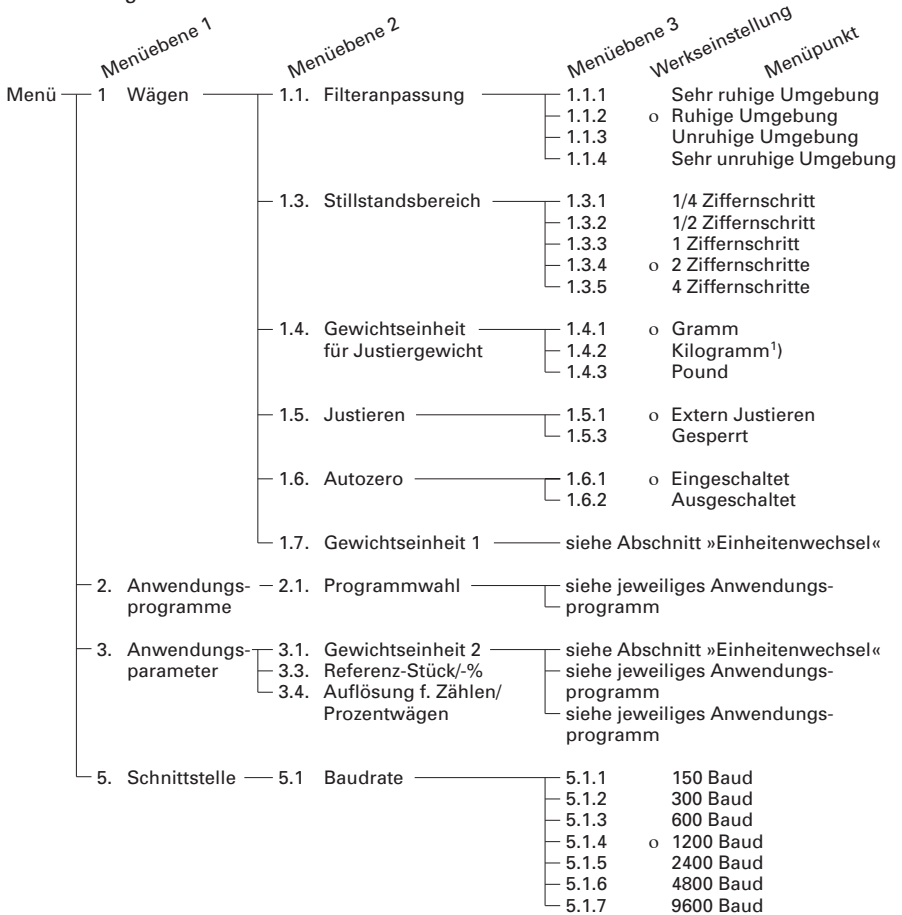 Menüebene 1 Menüebene 2 Menüebene 3 Werkseinstellung Menüpunkt
Menü 1 Wägen 1.1. Filteranpassung 1.1.1 Sehr ruhige Umgebung
1.1.2 o Ruhige Umgebung
1.1.3 Unruhige Umgebung
1.1.4 Sehr unruhige Umgebung
1.3. Stillstandsbereich 1.3.1 1/4 Ziffernschritt
1.3.2 1/2 Ziffernschritt
1.3.3 1 Ziffernschritt
1.3.4 o 2 Ziffernschritte
1.3.5 4 Ziffernschritte
1.4. Gewichtseinheit 1.4.1 o Gramm
für Justiergewicht 1.4.2 Kilogramm¹)
1.4.3 Pound
1.5. Justieren 1.5.1 o Extern Justieren
1.5.3 Gesperrt
1.6. Autozero 1.6.1 o Eingeschaltet
1.6.2 Ausgeschaltet
1.7. Gewichtseinheit 1 siehe Abschnitt »Einheitenwechsel«
2. Anwendungs- 2.1. Programmwahl siehe jeweiliges Anwendungs-
programme programm
3. Anwendungs- 3.1. Gewichtseinheit 2 siehe Abschnitt »Einheitenwechsel«
parameter 3.3. Referenz-Stück/-% siehe jeweiliges Anwendungs-
3.4. Auflösung f. Zählen/ programm
Prozentwägen siehe jeweiliges Anwendungs-
programm
5. Schnittstelle 5.1 Baudrate 5.1.1 150 Baud
5.1.2 300 Baud
5.1.3 600 Baud
5.1.4 o 1200 Baud
5.1.5 2400 Baud
5.1.6 4800 Baud
5.1.7 9600 Baud